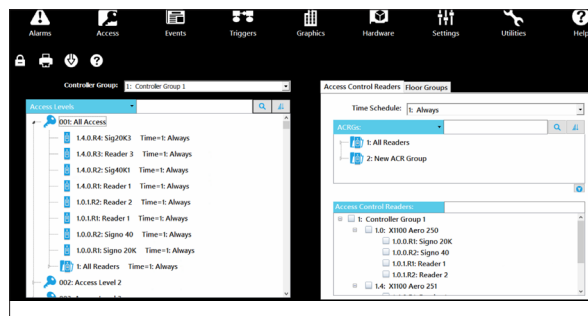 Alarms
Access
Events
Triggers
Graphics
Hardware
Settings
Utilities
Help
Controller Group: 1: Controler Group 1
Access Levels
001: All Access
1.4.0.R4: Sig20K3 Time=1: Always
1.4.0.R3: Reader 3 Time=1: Always
1.4.0.R2: Sig40K1 Time=1: Always
1.4.0.R1: Reader 1 Time=1: Always
1.0.1.R2: Reader 2 Time=1: Always
1.0.1.R1: Reader 1 Time=1: Always
1.0.0.R2: Signo 40 Time=1: Always
1.0.0.R1: Signo 20K Time=1: Always
1: All Readers Time=1: Always
002: Access Level 2
Access Control Readers Floor Groups
Time Schedule: 1: Always
ACRGs:
1: All Readers
2: New ACR Group
Access Control Readers:
1: Controller Group 1
1.0: X1100 Aero 250
1.0.0.R1: Signo 20K
1.0.0.R2: Signo 40
1.0.1.R1: Reader 1
1.0.1.R2: Reader 2
1.4: X1100 Aero 251